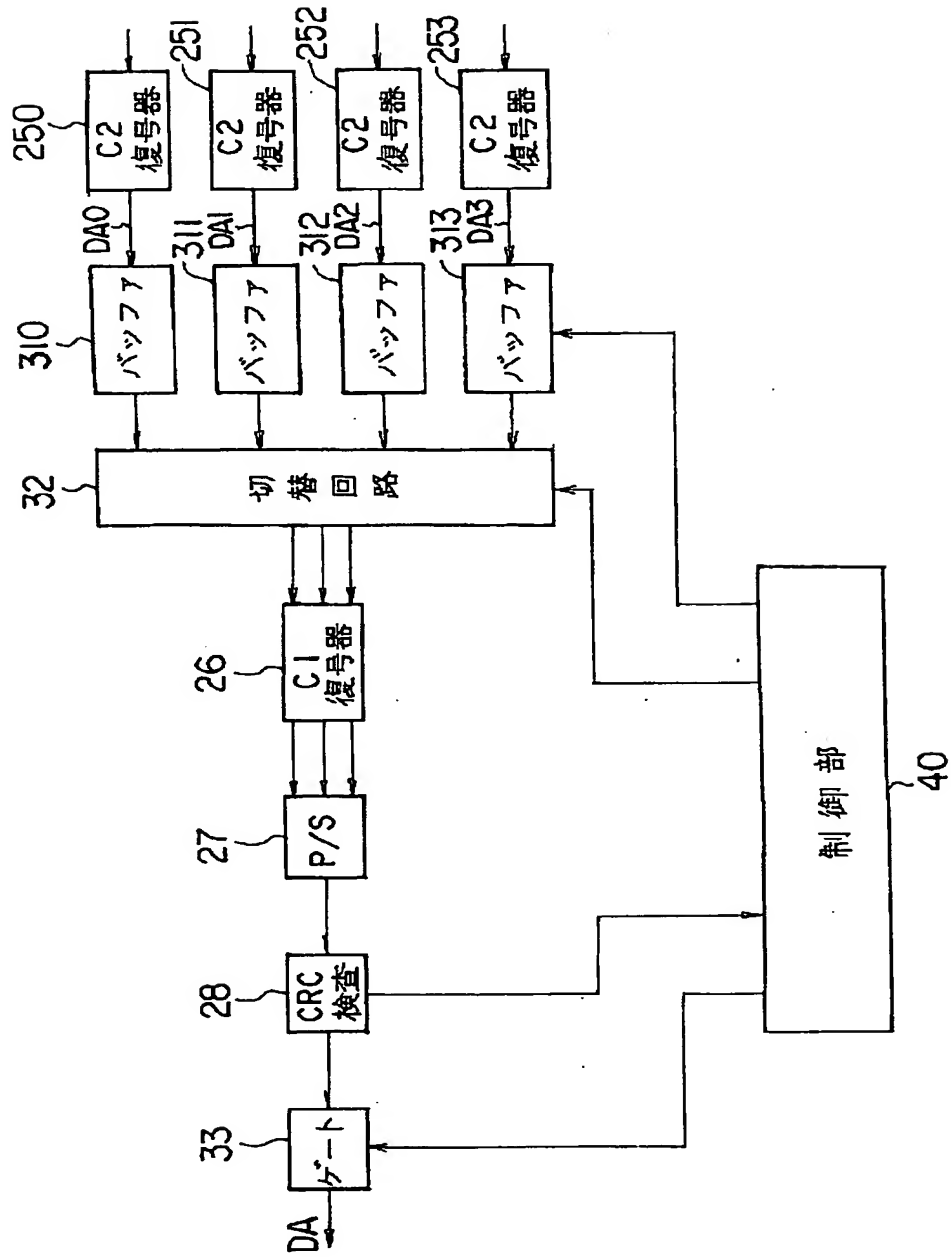 250
C2
復号器
DA0
310
バッファ
251
C2
復号器
311
DA1
バッファ
252
C2
復号器
312
DA2
バッファ
253
C2
復号器
313
DA3
バッファ
32
切替回路
26
C1
復号器
27
P/S
28
CRC
検査
33
ゲート
DA
制御部
40